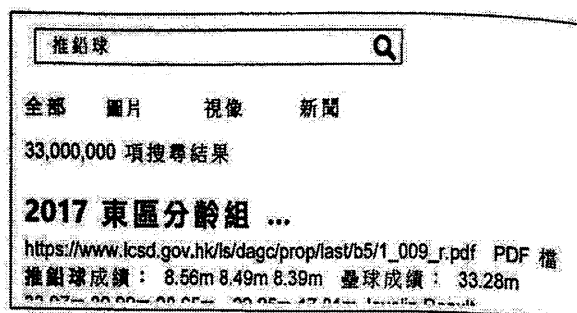 推鉛球
全部 圖片 視像 新聞
33,000,000 項搜尋結果
2017 東區分齡組 ...
https://www.lcsd.gov.hk/ls/dagc/prop/last/b5/1_009_r.pdf PDF 檔
推鉛球成績： 8.56m 8.49m 8.39m 壘球成績： 33.28m